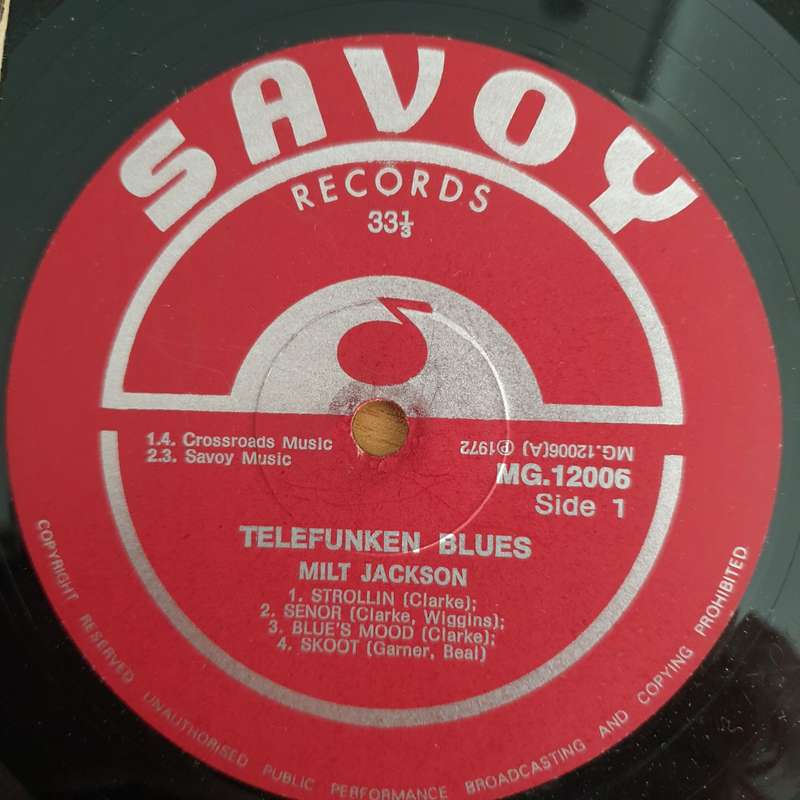 SAVOY
RECORDS
33⅓
1.4. Crossroads Music
2.3. Savoy Music
MG.12006(A) Ⓟ1972
MG.12006
Side 1
TELEFUNKEN BLUES
MILT JACKSON
1. STROLLIN (Clarke);
2. SENOR (Clarke, Wiggins);
3. BLUE'S MOOD (Clarke);
4. SKOOT (Garner, Beal)
COPYRIGHT RESERVED UNAUTHORISED PUBLIC PERFORMANCE BROADCASTING AND COPYING PROHIBITED